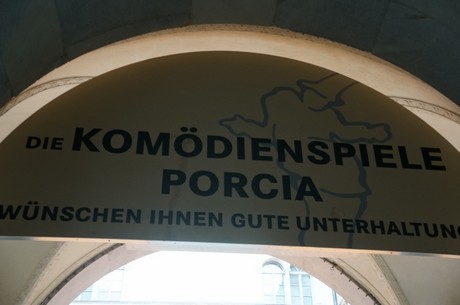 DIE KOMÖDIENSPIELE
PORCIA
WÜNSCHEN IHNEN GUTE UNTERHALTUNG